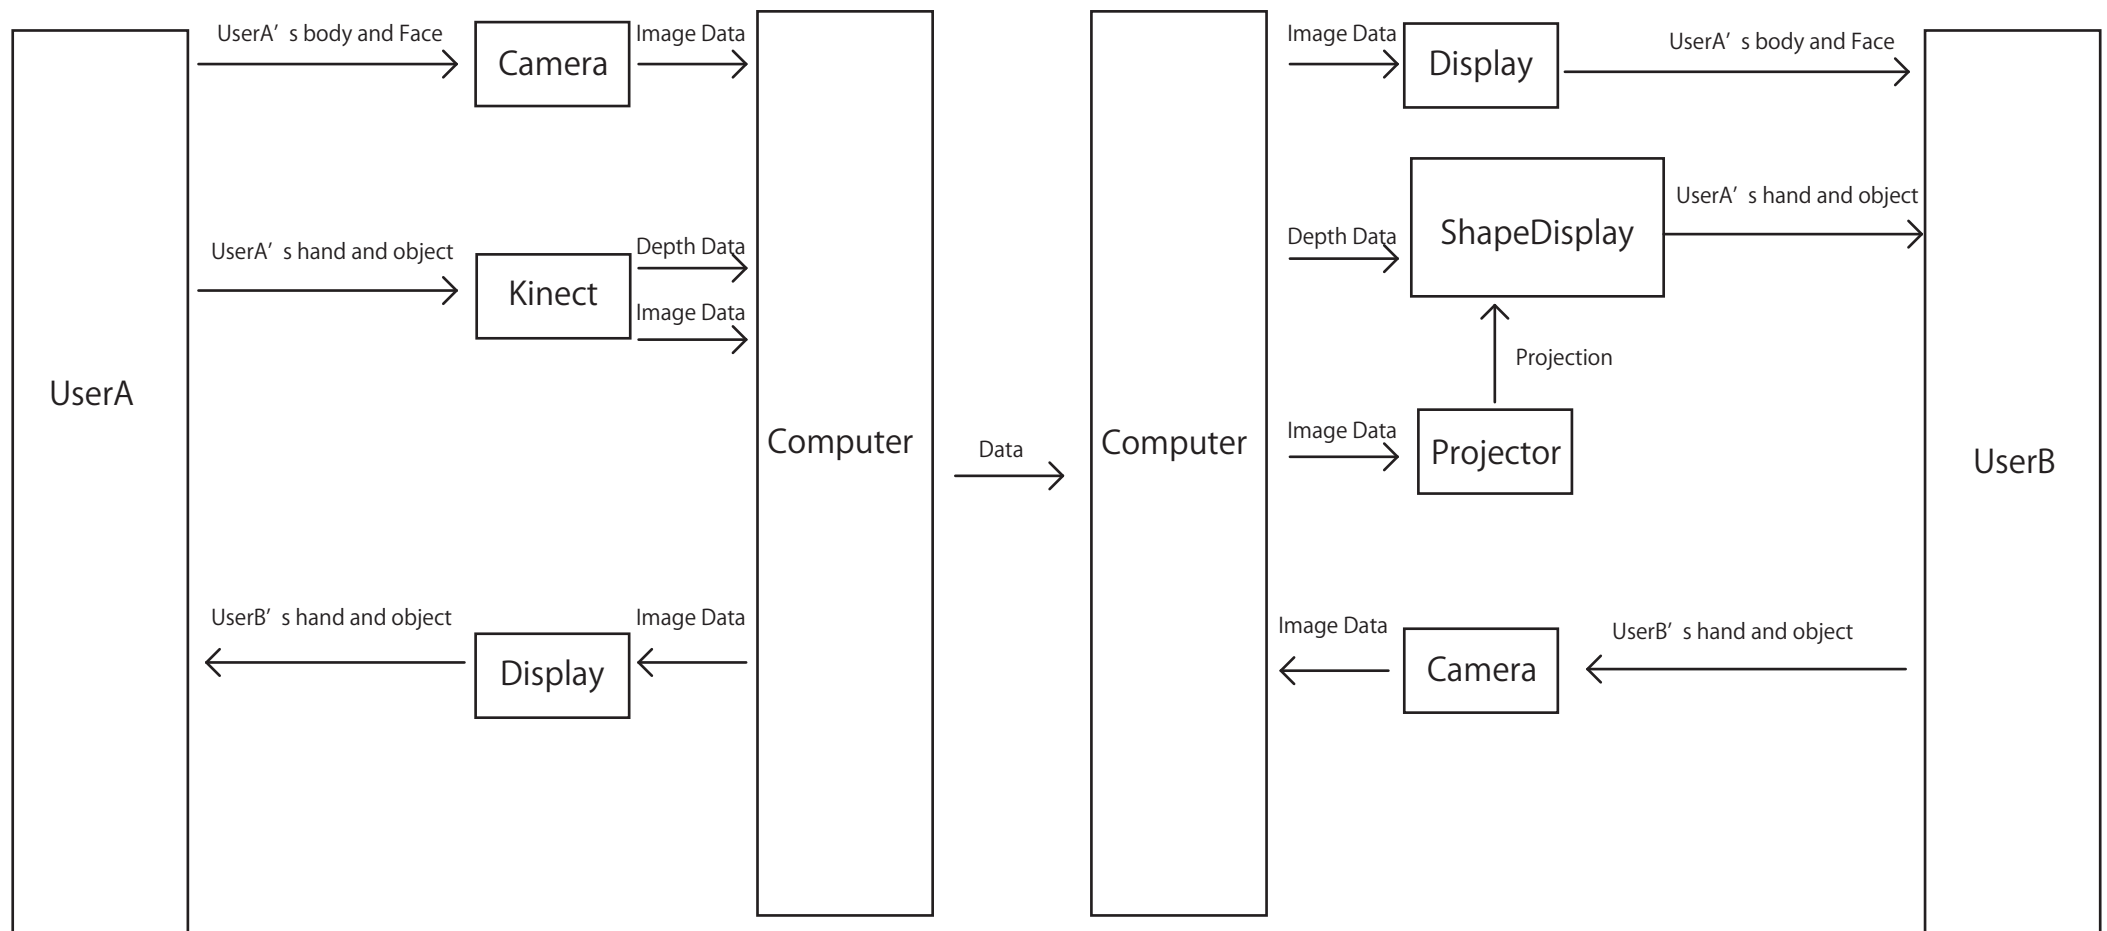 UserA’ s body and Face
Camera
Image Data
UserA’ s hand and object
Kinect
Depth Data
Image Data
UserA
Computer
Data
UserB’ s hand and object
Display
Image Data
Computer
Image Data
Display
UserA’ s body and Face
Depth Data
ShapeDisplay
UserA’ s hand and object
Projection
Image Data
Projector
UserB
Image Data
Camera
UserB’ s hand and object